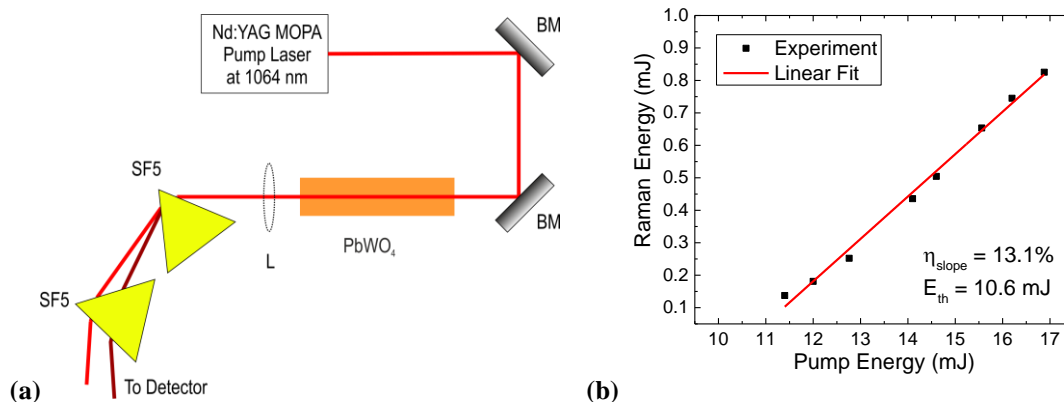 Nd:YAG MOPA
Pump Laser
at 1064 nm
BM
SF5
BM
L
PbWO₄
SF5
To Detector
(a)
Raman Energy (mJ)
1.0
0.9
0.8
0.7
0.6
0.5
0.4
0.3
0.2
0.1
Experiment
Linear Fit
η_slope = 13.1%
E_th = 10.6 mJ
10 11 12 13 14 15 16 17
Pump Energy (mJ)
(b)